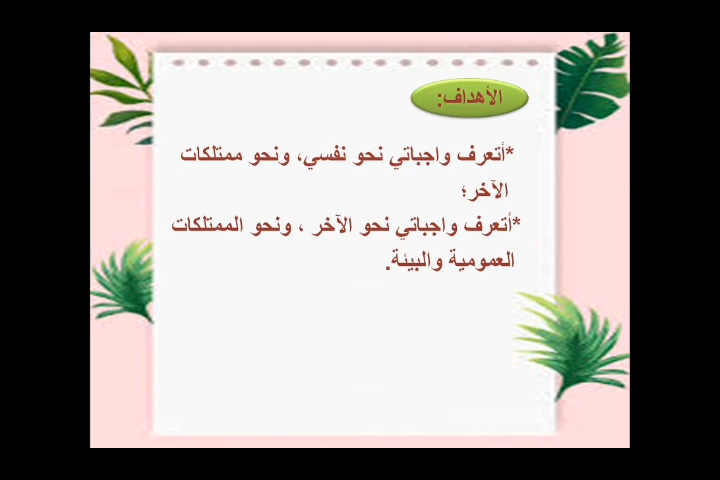 الأهداف:
*أتعرف واجباتي نحو نفسي، ونحو ممتلكات
الآخر؛
*أتعرف واجباتي نحو الآخر ، ونحو الممتلكات
العمومية والبيئة.